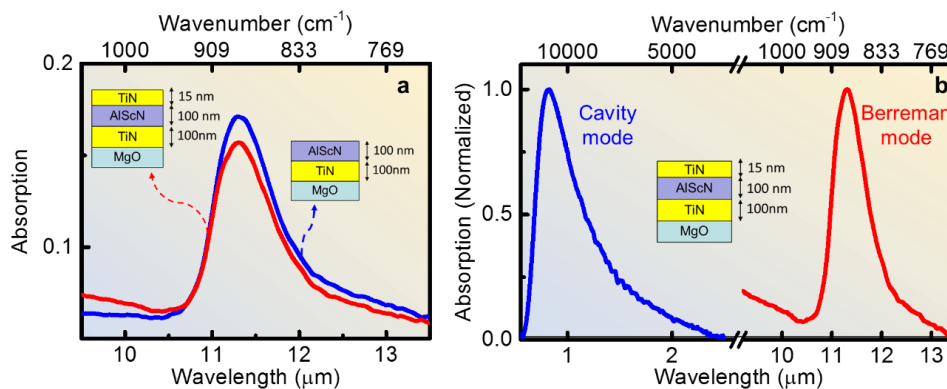 Wavenumber (cm-1)
1000 909 833 769
0.2
a
TiN 15 nm
AlScN 100 nm
TiN 100nm
MgO
AlScN 100 nm
TiN 100nm
MgO
0.1
Absorption
10 11 12 13
Wavelength (μm)
Wavenumber (cm-1)
10000 5000 1000 909 833 769
1.0
b
Cavity
mode
Berreman
mode
TiN 15 nm
AlScN 100 nm
TiN 100nm
MgO
0.5
Absorption (Normalized)
0.0
1 2 10 11 12 13
Wavelength (μm)